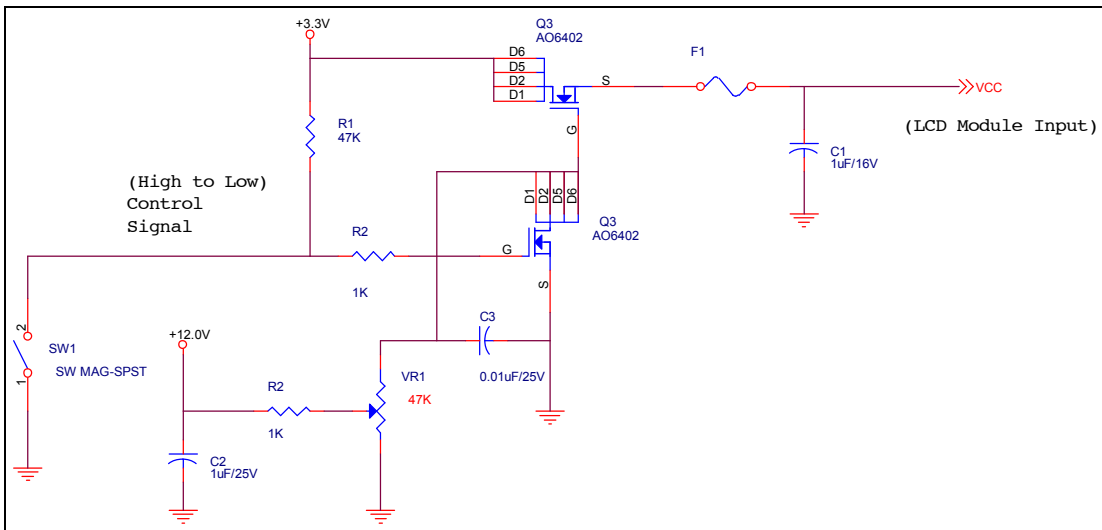 +3.3V
Q3
AO6402
D6
D5
D2
D1
S
G
F1
VCC
(LCD Module Input)
R1
47K
C1
1uF/16V
(High to Low)
Control
Signal
D1
D2
D5
D6
Q3
AO6402
R2
1K
G
S
2
1
SW1
SW MAG-SPST
+12.0V
C3
0.01uF/25V
R2
1K
VR1
47K
C2
1uF/25V